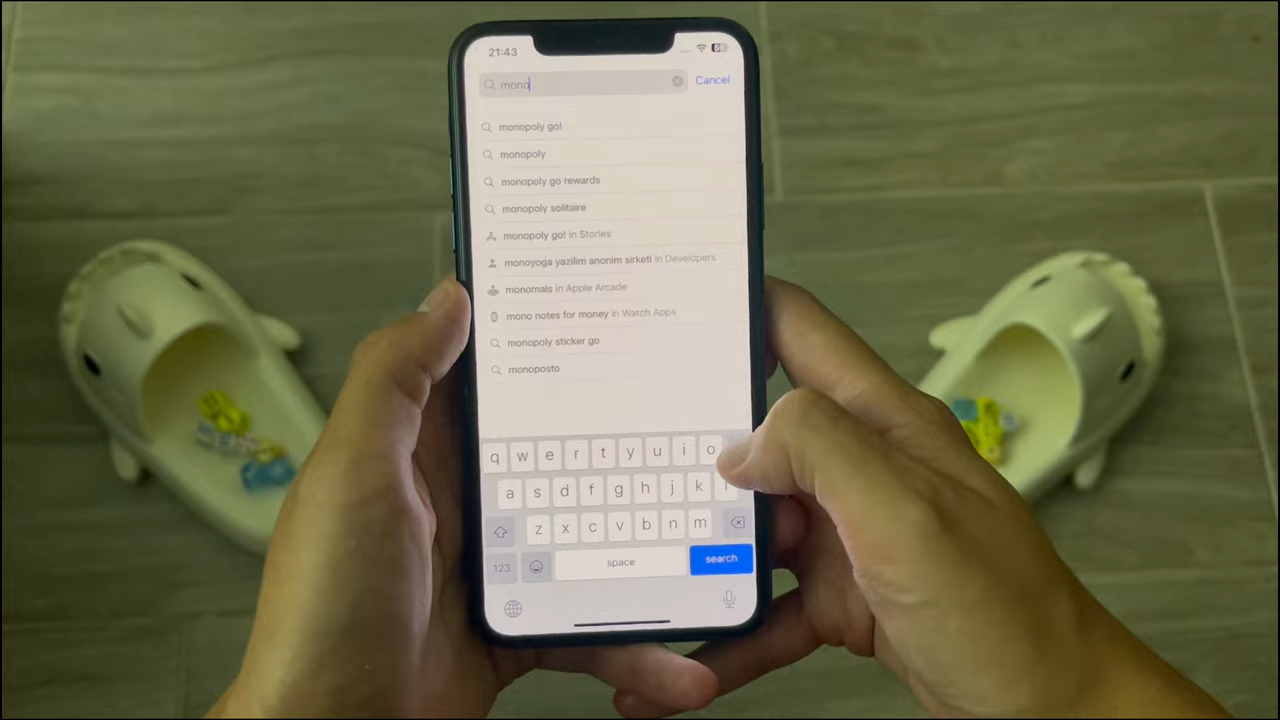 21:43
mono
Cancel
monopoly go!
monopoly
monopoly go rewards
monopoly solitaire
monopoly go! in Stories
monoyoga yazilim anonim sirketi in Developers
monomals in Apple Arcade
mono notes for money in Watch Apps
monopoly sticker go
monoposto
q w e r t y u i o
a s d f g h j k l
z x c v b n m
123
space
search